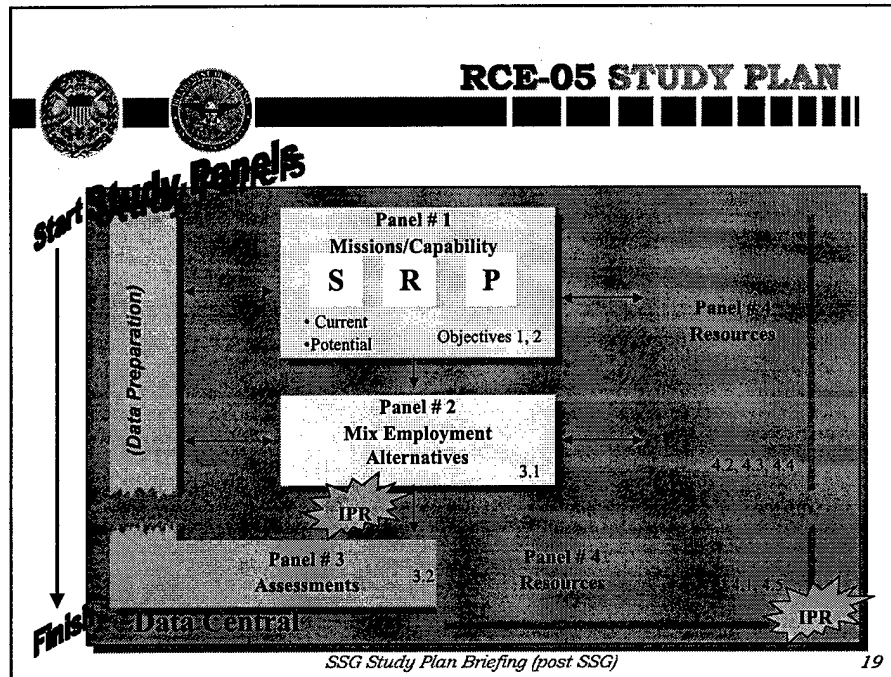 RCE-05 STUDY PLAN
Study Panels
Start
Panel # 1
Missions/Capability
S R P
• Current
•Potential
Objectives 1, 2
(Data Preparation)
Panel # 4
Resources
Panel # 2
Mix Employment
Alternatives
3.1
4.2, 4.3, 4.4
IPR
Panel # 3
Assessments
3.2
Panel # 4
Resources
4.1, 4.5
IPR
Finish
Data Central
SSG Study Plan Briefing (post SSG)
19